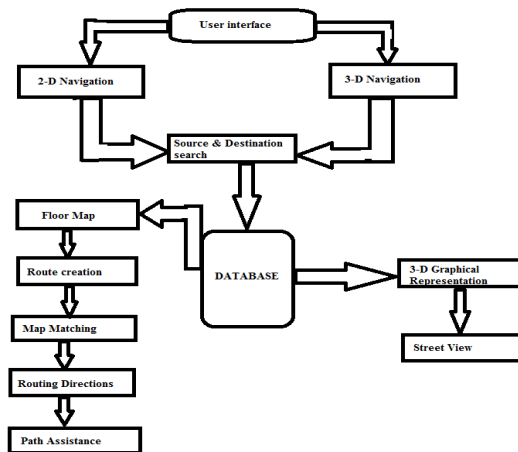 User interface
2-D Navigation
3-D Navigation
Source & Destination
search
Floor Map
DATABASE
3-D Graphical
Representation
Route creation
Map Matching
Street View
Routing Directions
Path Assistance